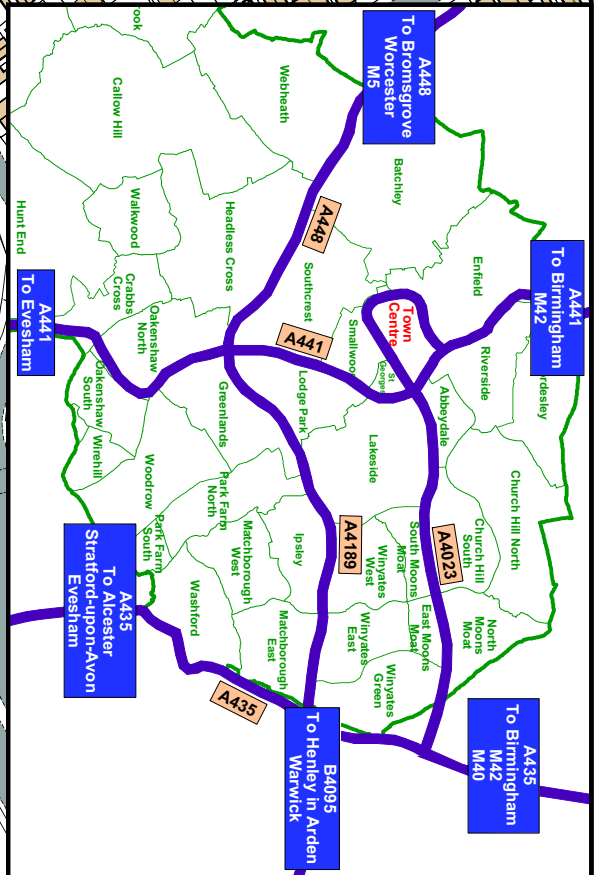 A441
To Birmingham
M42
A435
To Birmingham
M42
M40
A448
To Bromsgrove
Worcester
M5
rdesley
Church Hill North
Riverside
Enfield
Church Hill
South
North
Moons
Moat
Abbeydale
A4023
South Moons
Moat
East Moons
Moat
Batchley
Town
Centre
St
Georges
Lakeside
Winyates
West
Winyates
Green
Winyates
East
Smallwoo
A4189
A448
Southcrest
A441
Lodge Park
Ipsley
B4095
To Henley in Arden
Warwick
Webheath
Headless Cross
Greenlands
Park Farm
North
Matchborough
West
Matchborough
East
A435
Washford
Oakenshaw
North
Woodrow
Park Farm
South
Walkwood
Crabbs
Cross
Callow Hill
ook
Oakenshaw
South
Wirehill
Hunt End
A441
To Evesham
A435
To Alcester
Stratford-upon-Avon
Evesham